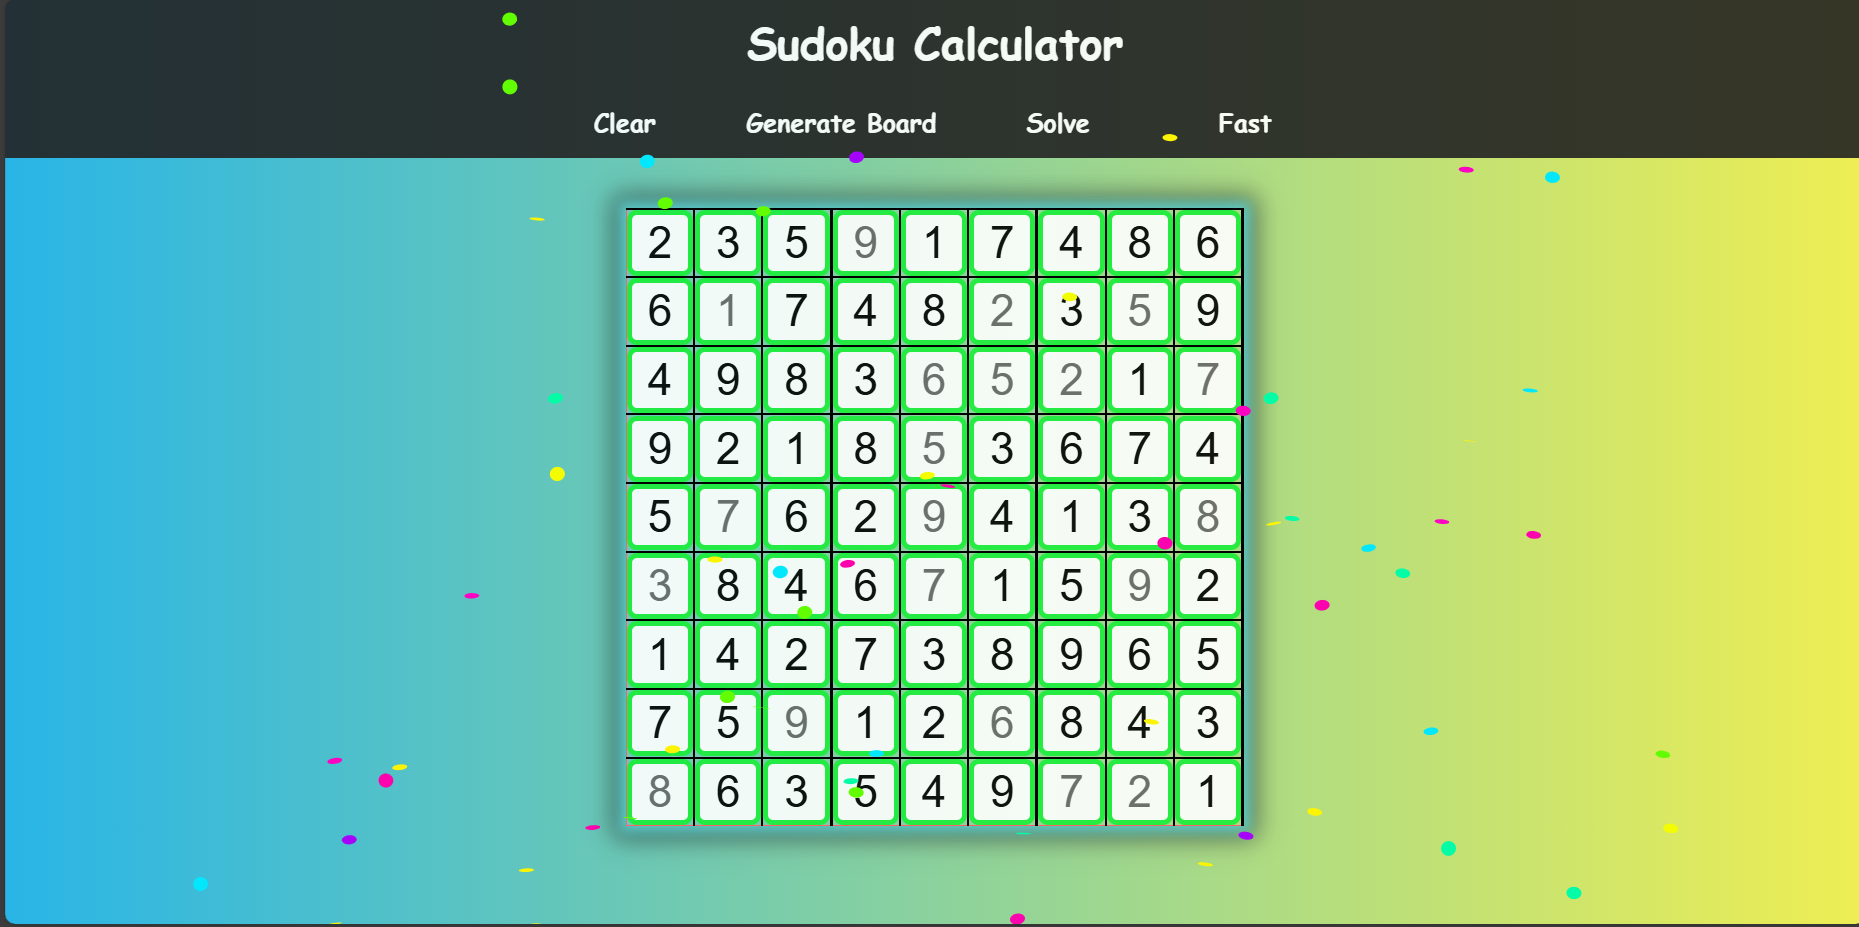 Sudoku Calculator
Clear Generate Board Solve Fast
2 3 5 9 1 7 4 8 6
6 1 7 4 8 2 3 5 9
4 9 8 3 6 5 2 1 7
9 2 1 8 5 3 6 7 4
5 7 6 2 9 4 1 3 8
3 8 4 6 7 1 5 9 2
1 4 2 7 3 8 9 6 5
7 5 9 1 2 6 8 4 3
8 6 3 5 4 9 7 2 1